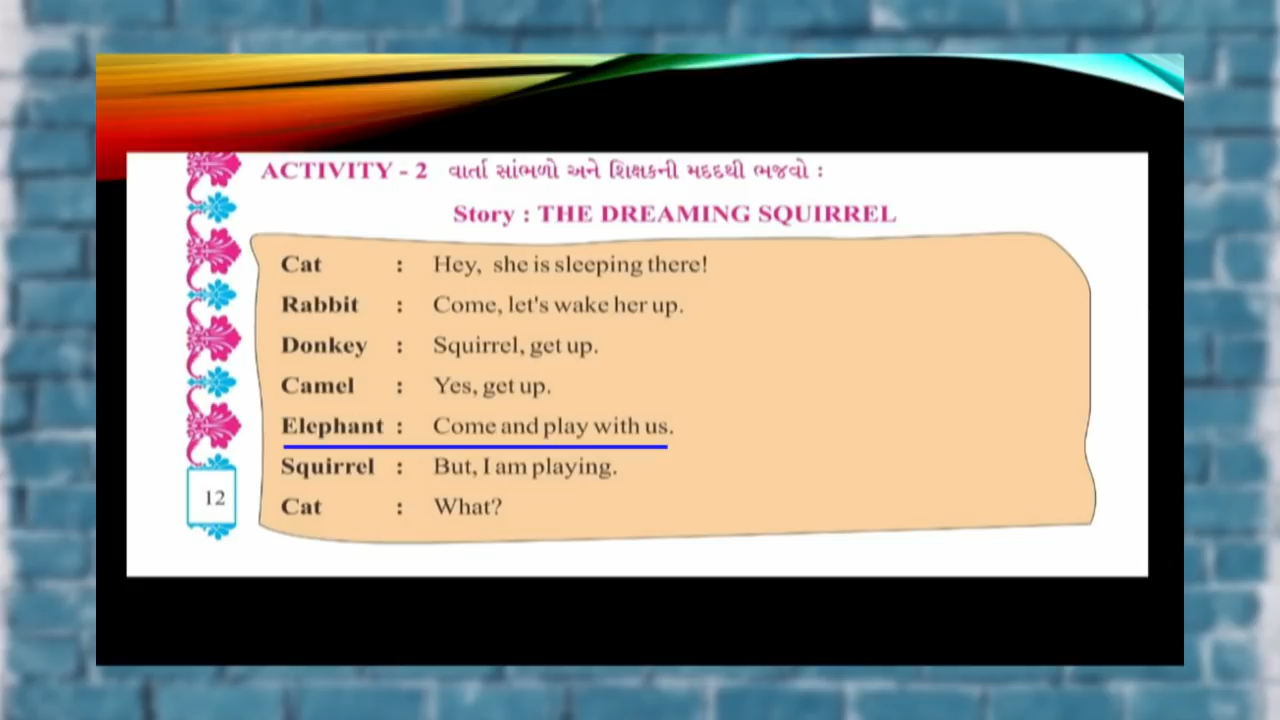 ACTIVITY - 2 વાર્તા સાંભળો અને શિક્ષકની મદદથી ભજવો :
Story : THE DREAMING SQUIRREL
Cat : Hey, she is sleeping there!
Rabbit : Come, let's wake her up.
Donkey : Squirrel, get up.
Camel : Yes, get up.
Elephant : Come and play with us.
Squirrel : But, I am playing.
Cat : What?
12